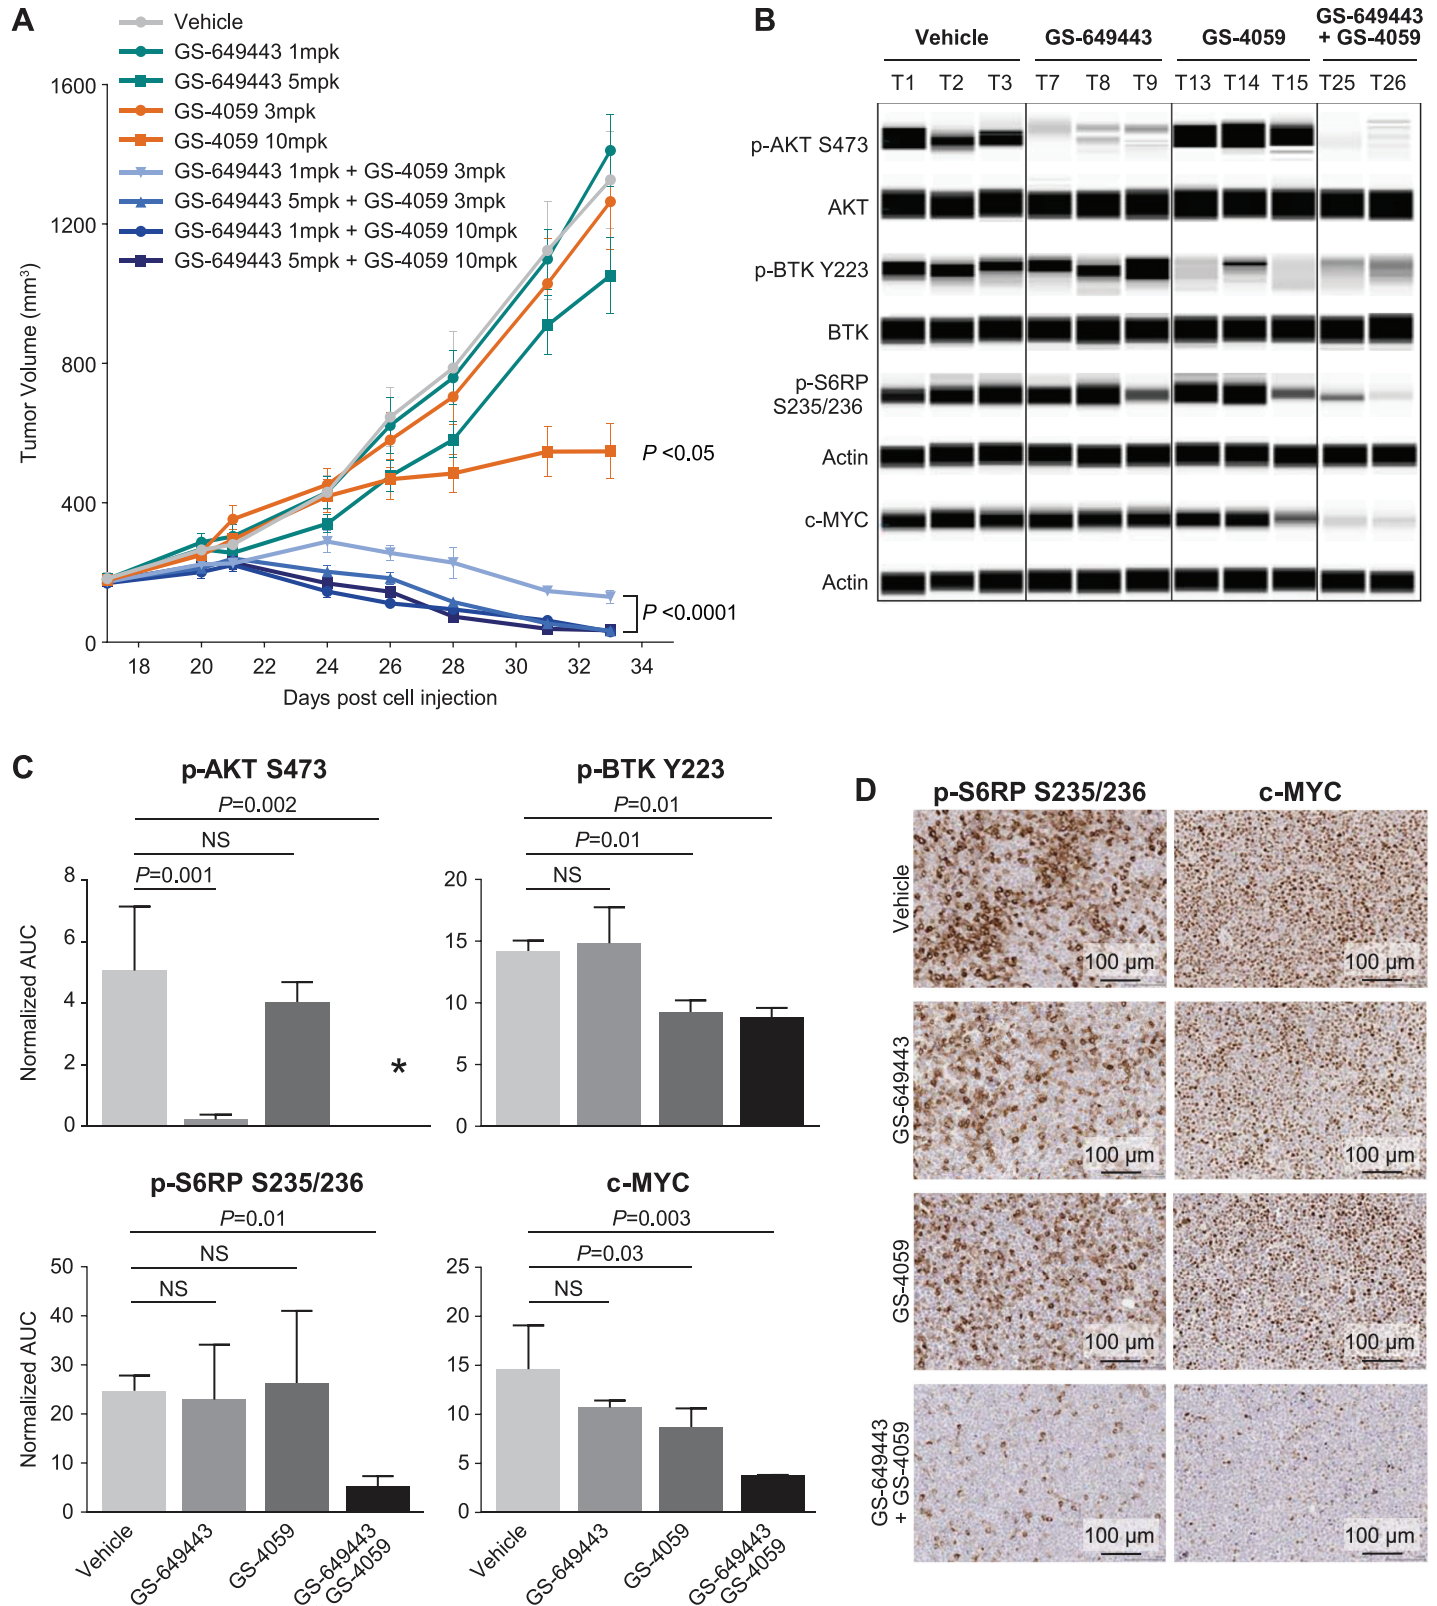 A
Vehicle
GS-649443 1mpk
GS-649443 5mpk
GS-4059 3mpk
GS-4059 10mpk
GS-649443 1mpk + GS-4059 3mpk
GS-649443 5mpk + GS-4059 3mpk
GS-649443 1mpk + GS-4059 10mpk
GS-649443 5mpk + GS-4059 10mpk
Tumor Volume (mm³)
1600
1200
800
400
0
18 20 22 24 26 28 30 32 34
Days post cell injection
P <0.05
P <0.0001
B
Vehicle GS-649443 GS-4059 GS-649443
+ GS-4059
T1 T2 T3 T7 T8 T9 T13 T14 T15 T25 T26
p-AKT S473
AKT
p-BTK Y223
BTK
p-S6RP
S235/236
Actin
c-MYC
Actin
C
p-AKT S473
P=0.002
NS
P=0.001
Normalized AUC
8
6
4
2
0
*
p-BTK Y223
P=0.01
P=0.01
NS
20
15
10
5
0
p-S6RP S235/236
P=0.01
NS
NS
Normalized AUC
50
40
30
20
10
0
Vehicle
GS-649443
GS-4059
GS-649443
GS-4059
c-MYC
P=0.003
P=0.03
NS
25
20
15
10
5
0
Vehicle
GS-649443
GS-4059
GS-649443
GS-4059
D
p-S6RP S235/236 c-MYC
Vehicle
100 µm 100 µm
GS-649443
100 µm 100 µm
GS-4059
100 µm 100 µm
GS-649443
+ GS-4059
100 µm 100 µm